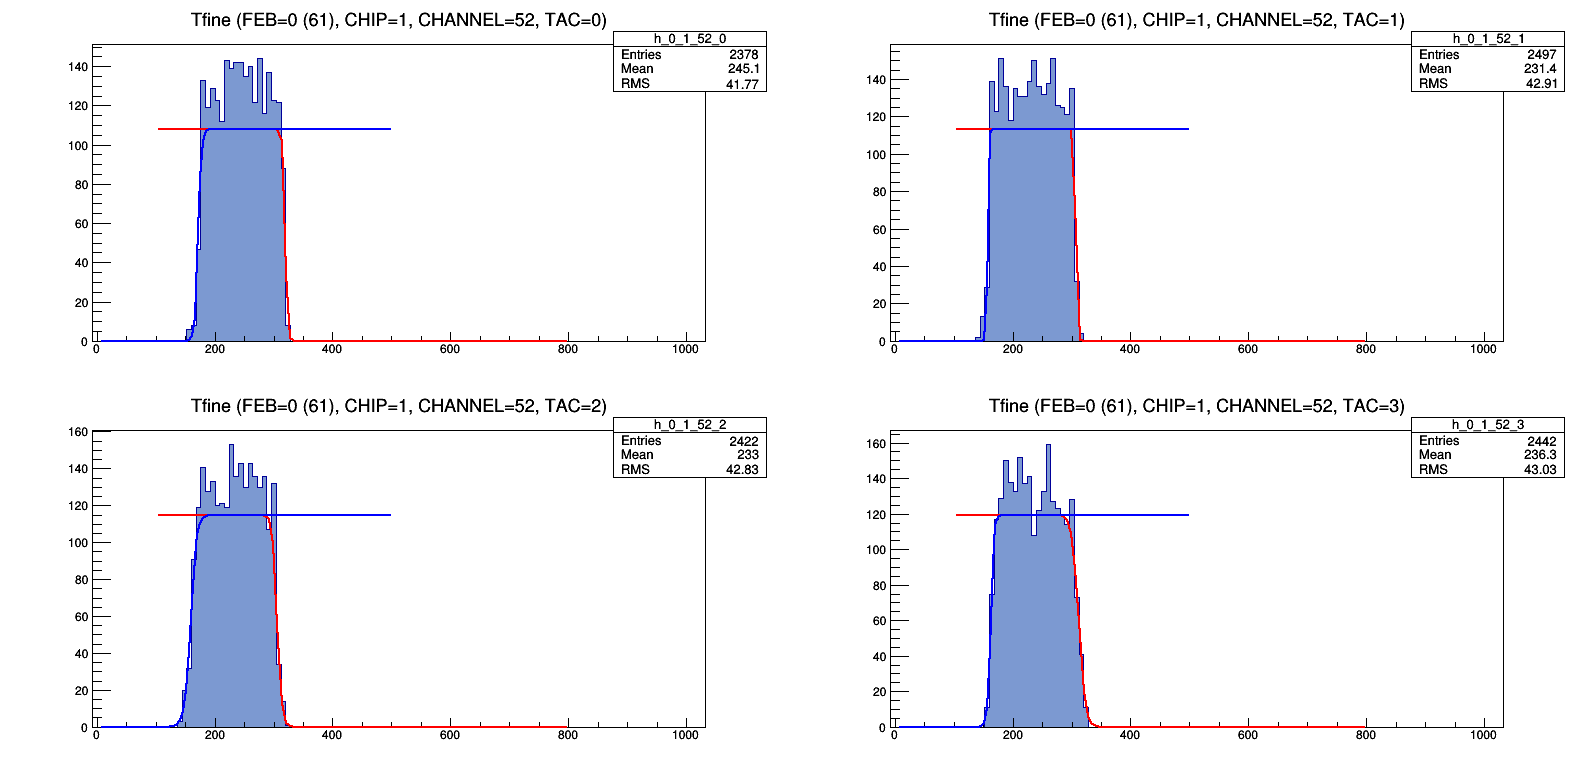 Tfine (FEB=0 (61), CHIP=1, CHANNEL=52, TAC=0)
h_0_1_52_0
Entries 2378
Mean 245.1
RMS 41.77
140
120
100
80
60
40
20
0
0 200 400 600 800 1000
Tfine (FEB=0 (61), CHIP=1, CHANNEL=52, TAC=1)
h_0_1_52_1
Entries 2497
Mean 231.4
RMS 42.91
140
120
100
80
60
40
20
0
0 200 400 600 800 1000
Tfine (FEB=0 (61), CHIP=1, CHANNEL=52, TAC=2)
h_0_1_52_2
Entries 2422
Mean 233
RMS 42.83
160
140
120
100
80
60
40
20
0
0 200 400 600 800 1000
Tfine (FEB=0 (61), CHIP=1, CHANNEL=52, TAC=3)
h_0_1_52_3
Entries 2442
Mean 236.3
RMS 43.03
160
140
120
100
80
60
40
20
0
0 200 400 600 800 1000